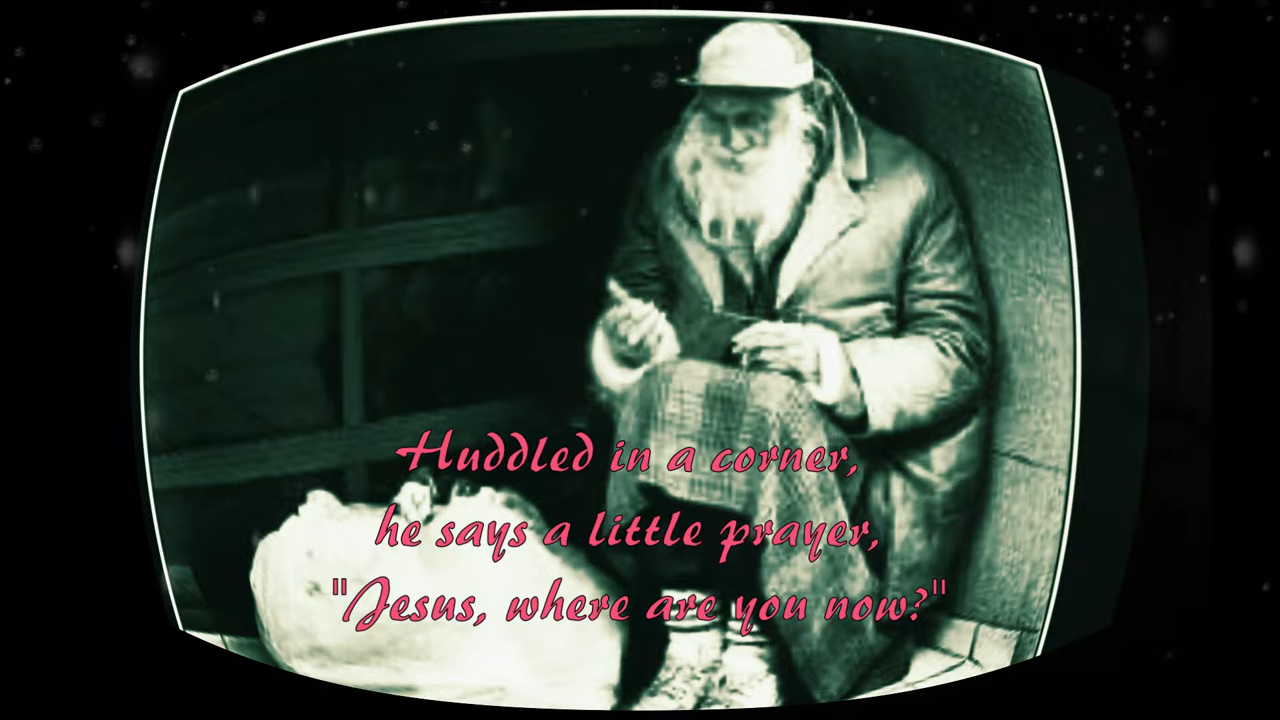 Huddled in a corner,
he says a little prayer,
"Jesus, where are you now?"